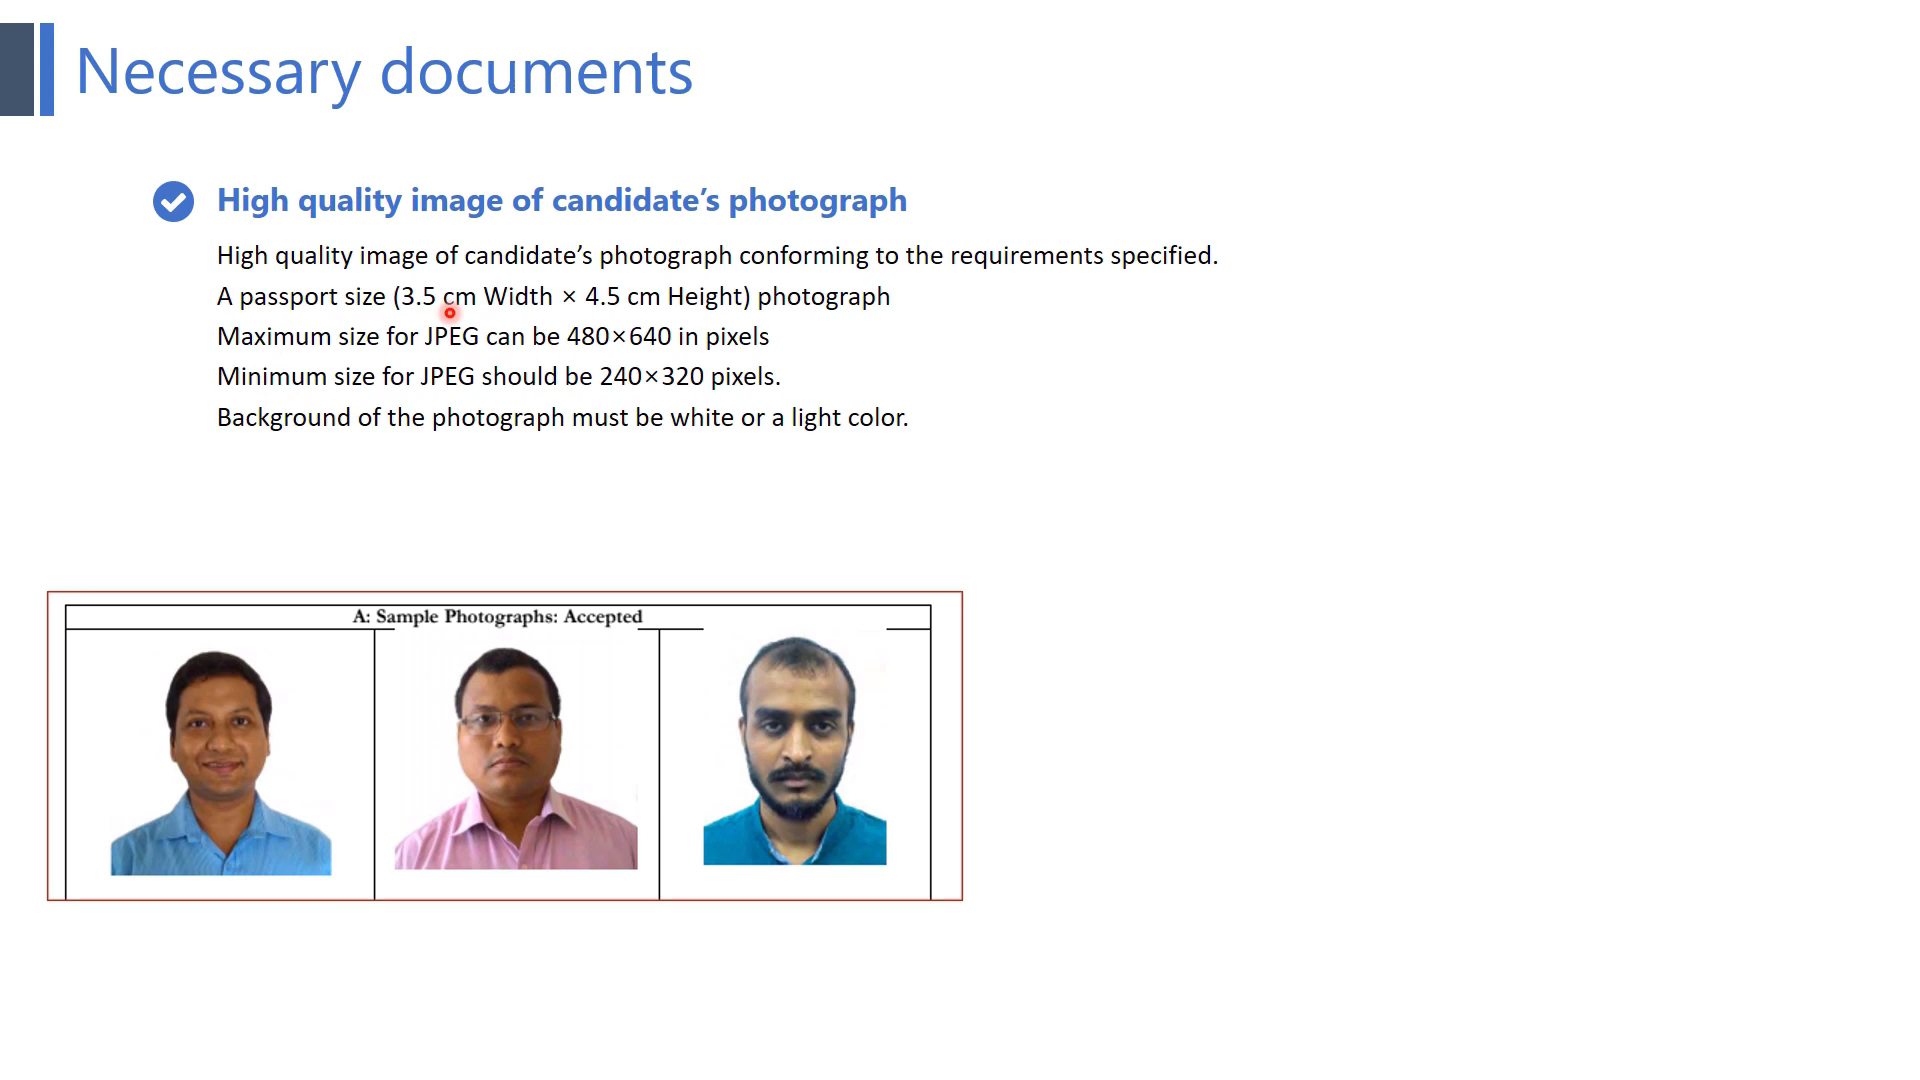 Necessary documents
High quality image of candidate’s photograph
High quality image of candidate’s photograph conforming to the requirements specified.
A passport size (3.5 cm Width × 4.5 cm Height) photograph
Maximum size for JPEG can be 480×640 in pixels
Minimum size for JPEG should be 240×320 pixels.
Background of the photograph must be white or a light color.
A: Sample Photographs: Accepted